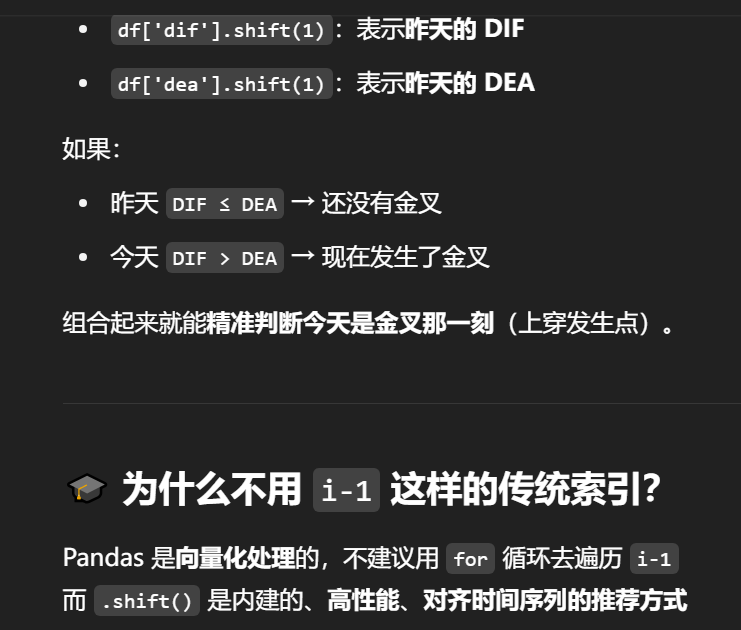 • df['dif'].shift(1)：表示昨天的 DIF
• df['dea'].shift(1)：表示昨天的 DEA
如果：
• 昨天 DIF ≤ DEA → 还没有金叉
• 今天 DIF > DEA → 现在发生了金叉
组合起来就能精准判断今天是金叉那一刻（上穿发生点）。
🎓 为什么不用 i-1 这样的传统索引？
Pandas 是向量化处理的，不建议用 for 循环去遍历 i-1
而 .shift() 是内建的、高性能、对齐时间序列的推荐方式